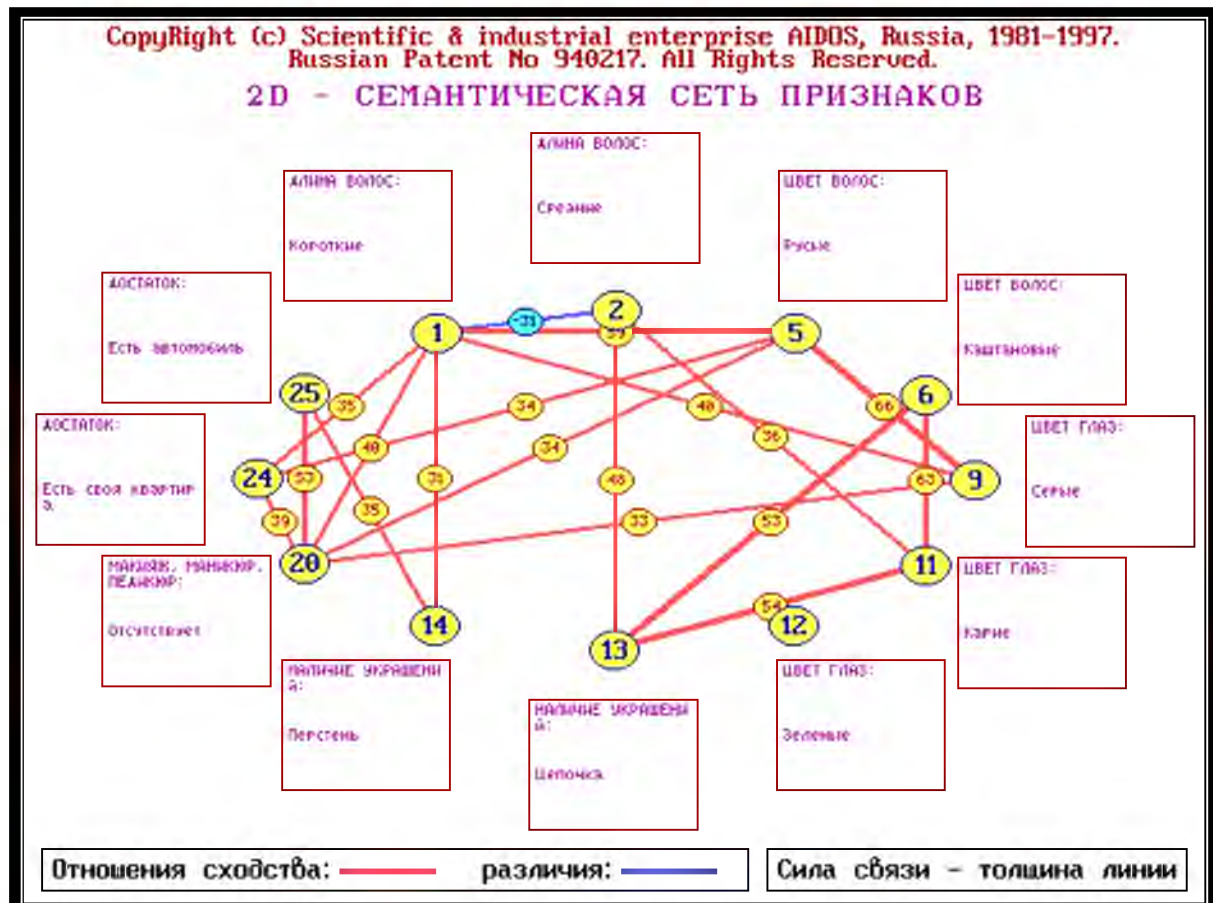 CopyRight (c) Scientific & industrial enterprise AIDOS, Russia, 1981-1997.
Russian Patent No 940217. All Rights Reserved.
2D - СЕМАНТИЧЕСКАЯ СЕТЬ ПРИЗНАКОВ
ДЛИНА ВОЛОС:
Средние
ДЛИНА ВОЛОС:
Короткие
ЦВЕТ ВОЛОС:
Русые
ДОСТАТОК:
Есть автомобиль
ЦВЕТ ВОЛОС:
Каштановые
ДОСТАТОК:
Есть своя квартир
а
ЦВЕТ ГЛАЗ:
Серые
МАКИЯЖ, МАНИКЮР,
ПЕДИКЮР:
Отсутствует
ЦВЕТ ГЛАЗ:
Карие
НАЛИЧИЕ УКРАШЕНИ
Й:
Перстень
НАЛИЧИЕ УКРАШЕНИ
Й:
Цепочка
ЦВЕТ ГЛАЗ:
Зеленые
1
2
5
6
9
11
12
13
14
20
24
25
-31
39
35
34
40
66
36
40
34
53
31
48
63
35
39
33
53
54
Отношения сходства:
различия:
Сила связи - толщина линии